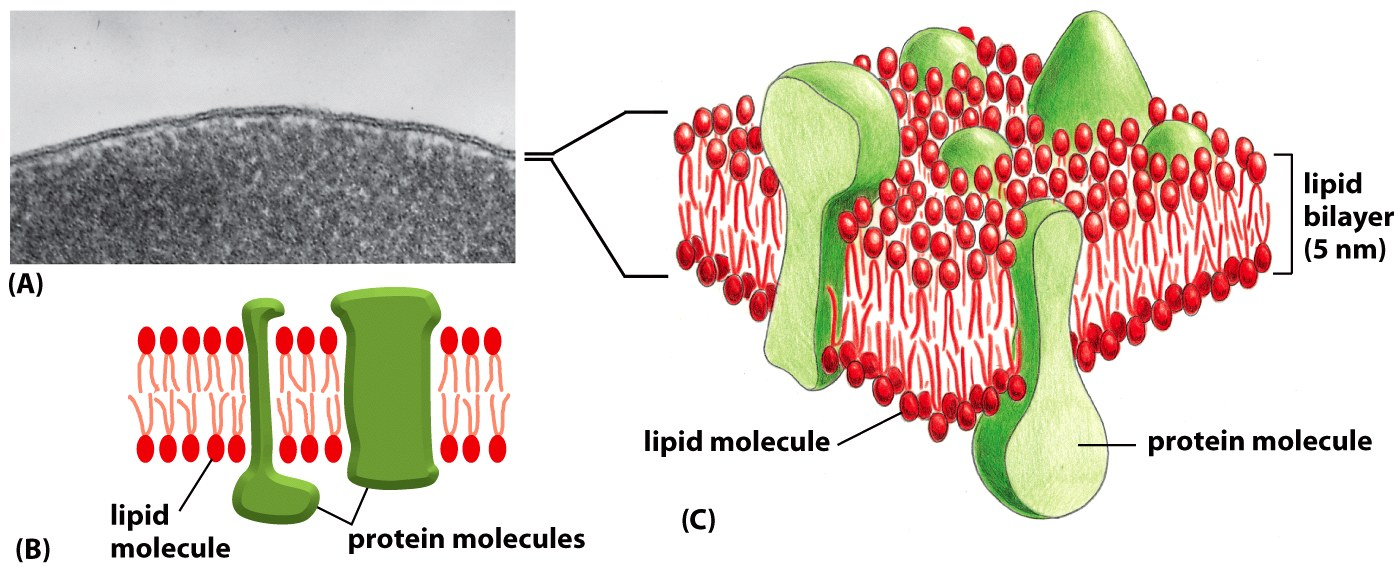 (A)
lipid
molecule
protein molecules
(B)
lipid
bilayer
(5 nm)
lipid molecule
protein molecule
(C)